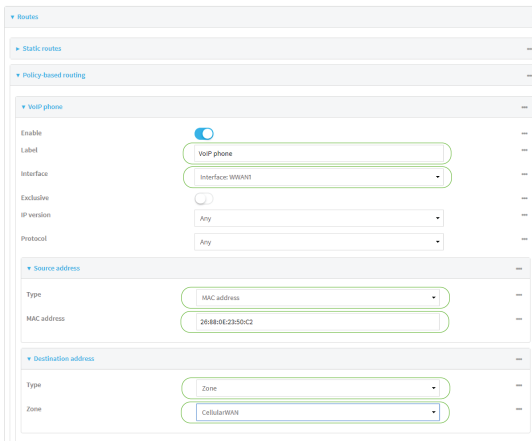 Routes
Static routes
Policy-based routing
VoIP phone
Enable
Label VoIP phone
Interface Interface: WWAN1
Exclusive
IP version Any
Protocol Any
Source address
Type MAC address
MAC address 26:88:0E:23:50:C2
Destination address
Type Zone
Zone CellularWAN